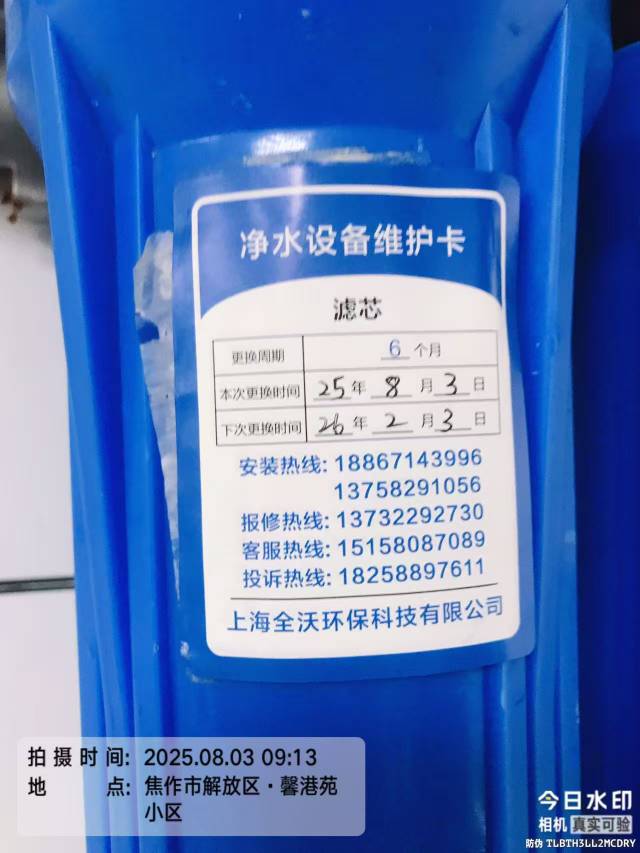 净水设备维护卡
滤芯
更换周期 6 个月
本次更换时间 25 年 8 月 3 日
下次更换时间 26 年 2 月 3 日
安装热线: 18867143996
13758291056
报修热线: 13732292730
客服热线: 15158087089
投诉热线: 18258897611
上海全沃环保科技有限公司
拍摄时间: 2025.08.03 09:13
地 点: 焦作市解放区·馨港苑
小区
今日水印
相机 真实可验
防伪 TLBTH3LL2MCDRY